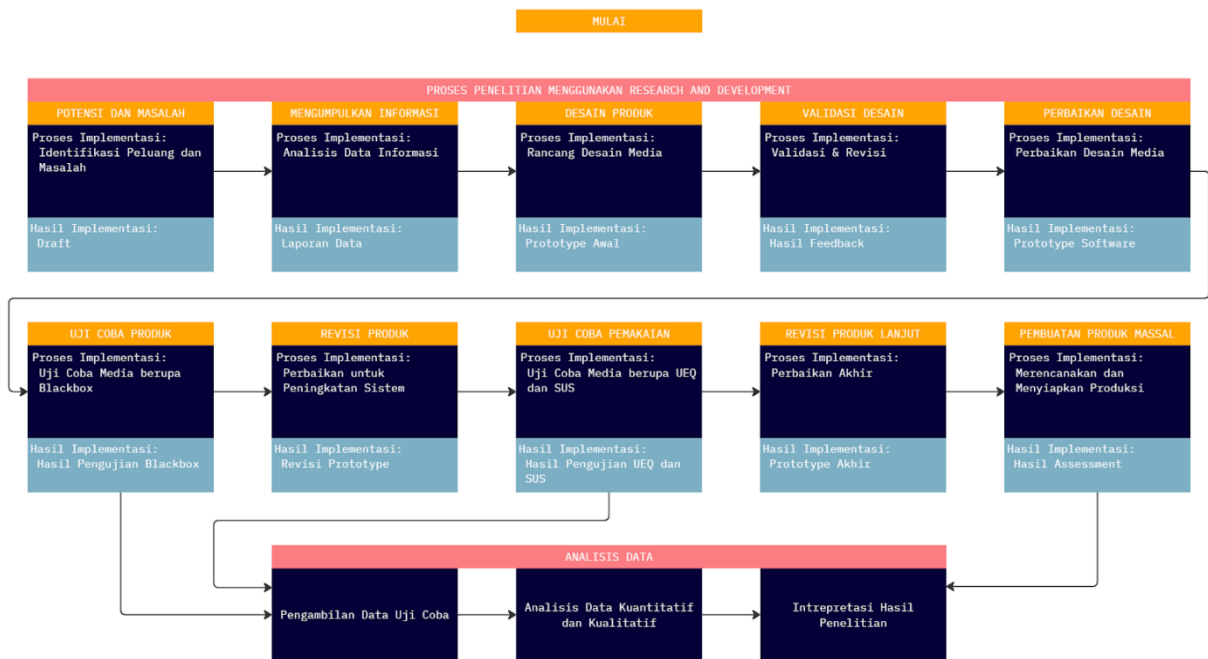 MULAI
PROSES PENELITIAN MENGGUNAKAN RESEARCH AND DEVELOPMENT
POTENSI DAN MASALAH
Proses Implementasi:
Identifikasi Peluang dan
Masalah
Hasil Implementasi:
Draft
MENGUMPULKAN INFORMASI
Proses Implementasi:
Analisis Data Informasi
Hasil Implementasi:
Laporan Data
DESAIN PRODUK
Proses Implementasi:
Rancang Desain Media
Hasil Implementasi:
Prototype Awal
VALIDASI DESAIN
Proses Implementasi:
Validasi & Revisi
Hasil Implementasi:
Hasil Feedback
PERBAIKAN DESAIN
Proses Implementasi:
Perbaikan Desain Media
Hasil Implementasi:
Prototype Software
UJI COBA PRODUK
Proses Implementasi:
Uji Coba Media berupa
Blackbox
Hasil Implementasi:
Hasil Pengujian Blackbox
REVISI PRODUK
Proses Implementasi:
Perbaikan untuk
Peningkatan Sistem
Hasil Implementasi:
Revisi Prototype
UJI COBA PEMAKAIAN
Proses Implementasi:
Uji Coba Media berupa UEQ
dan SUS
Hasil Implementasi:
Hasil Pengujian UEQ dan
SUS
REVISI PRODUK LANJUT
Proses Implementasi:
Perbaikan Akhir
Hasil Implementasi:
Prototype Akhir
PEMBUATAN PRODUK MASSAL
Proses Implementasi:
Merencanakan dan
Menyiapkan Produksi
Hasil Implementasi:
Hasil Assessment
ANALISIS DATA
Pengambilan Data Uji Coba
Analisis Data Kuantitatif
dan Kualitatif
Intrepretasi Hasil
Penelitian